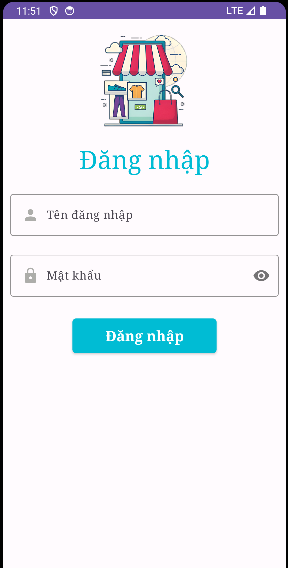 11:51 LTE
Đăng nhập
Tên đăng nhập
Mật khẩu
Đăng nhập